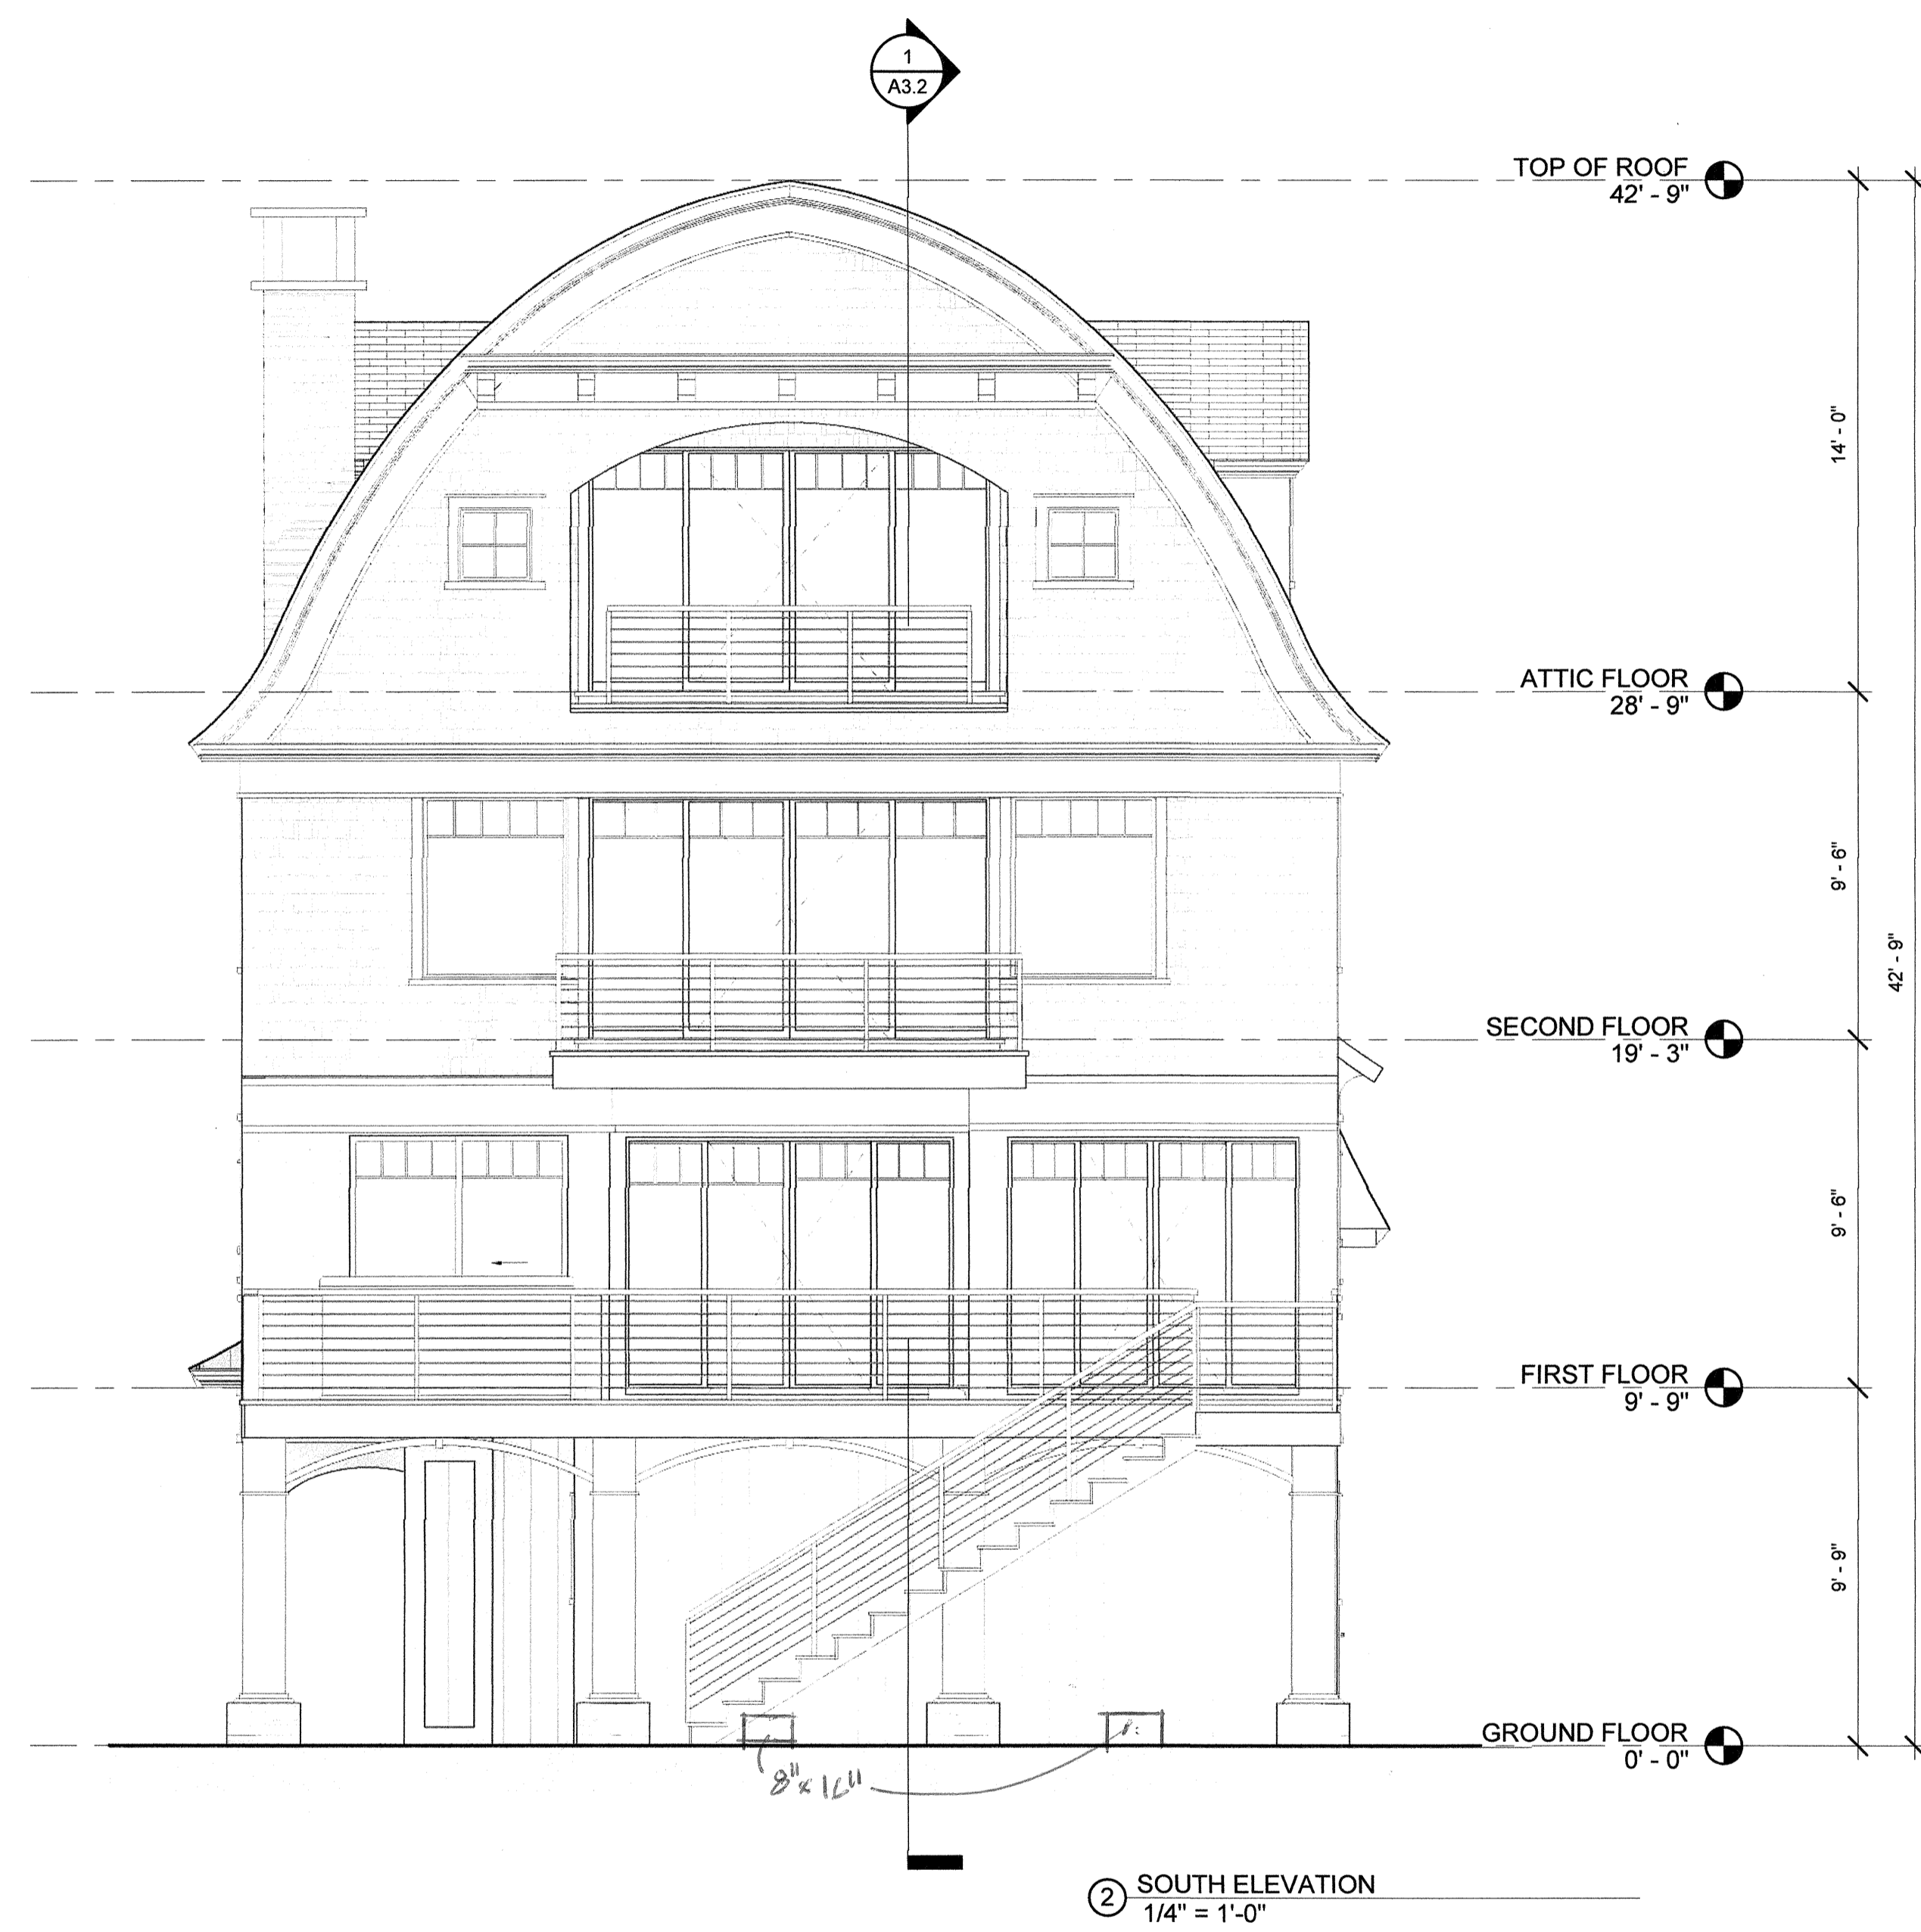 1
A3.2
TOP OF ROOF
42' - 9"
14' - 0"
ATTIC FLOOR
28' - 9"
9' - 6"
42' - 9"
SECOND FLOOR
19' - 3"
9' - 6"
FIRST FLOOR
9' - 9"
9' - 9"
GROUND FLOOR
0' - 0"
8" x 16"
2
SOUTH ELEVATION
1/4" = 1'-0"